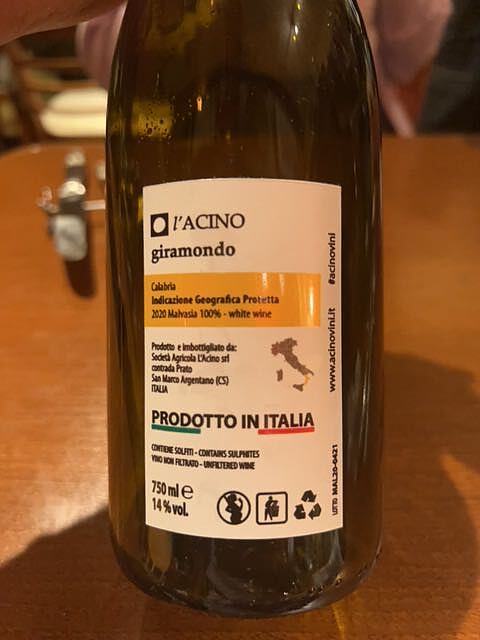 l'ACINO
giramondo
Calabria
Indicazione Geografica Protetta
2020 Malvasia 100% - white wine
Prodotto e imbottigliato da:
Società Agricola L'Acino srl
contrada Prato
San Marco Argentano (CS)
ITALIA
PRODOTTO IN ITALIA
CONTIENE SOLFITI - CONTAINS SULPHITES
VINO NON FILTRATO - UNFILTERED WINE
750 ml e
14 % vol.
#acinovini
www.acinovini.it
LOTTO MAL20-0421